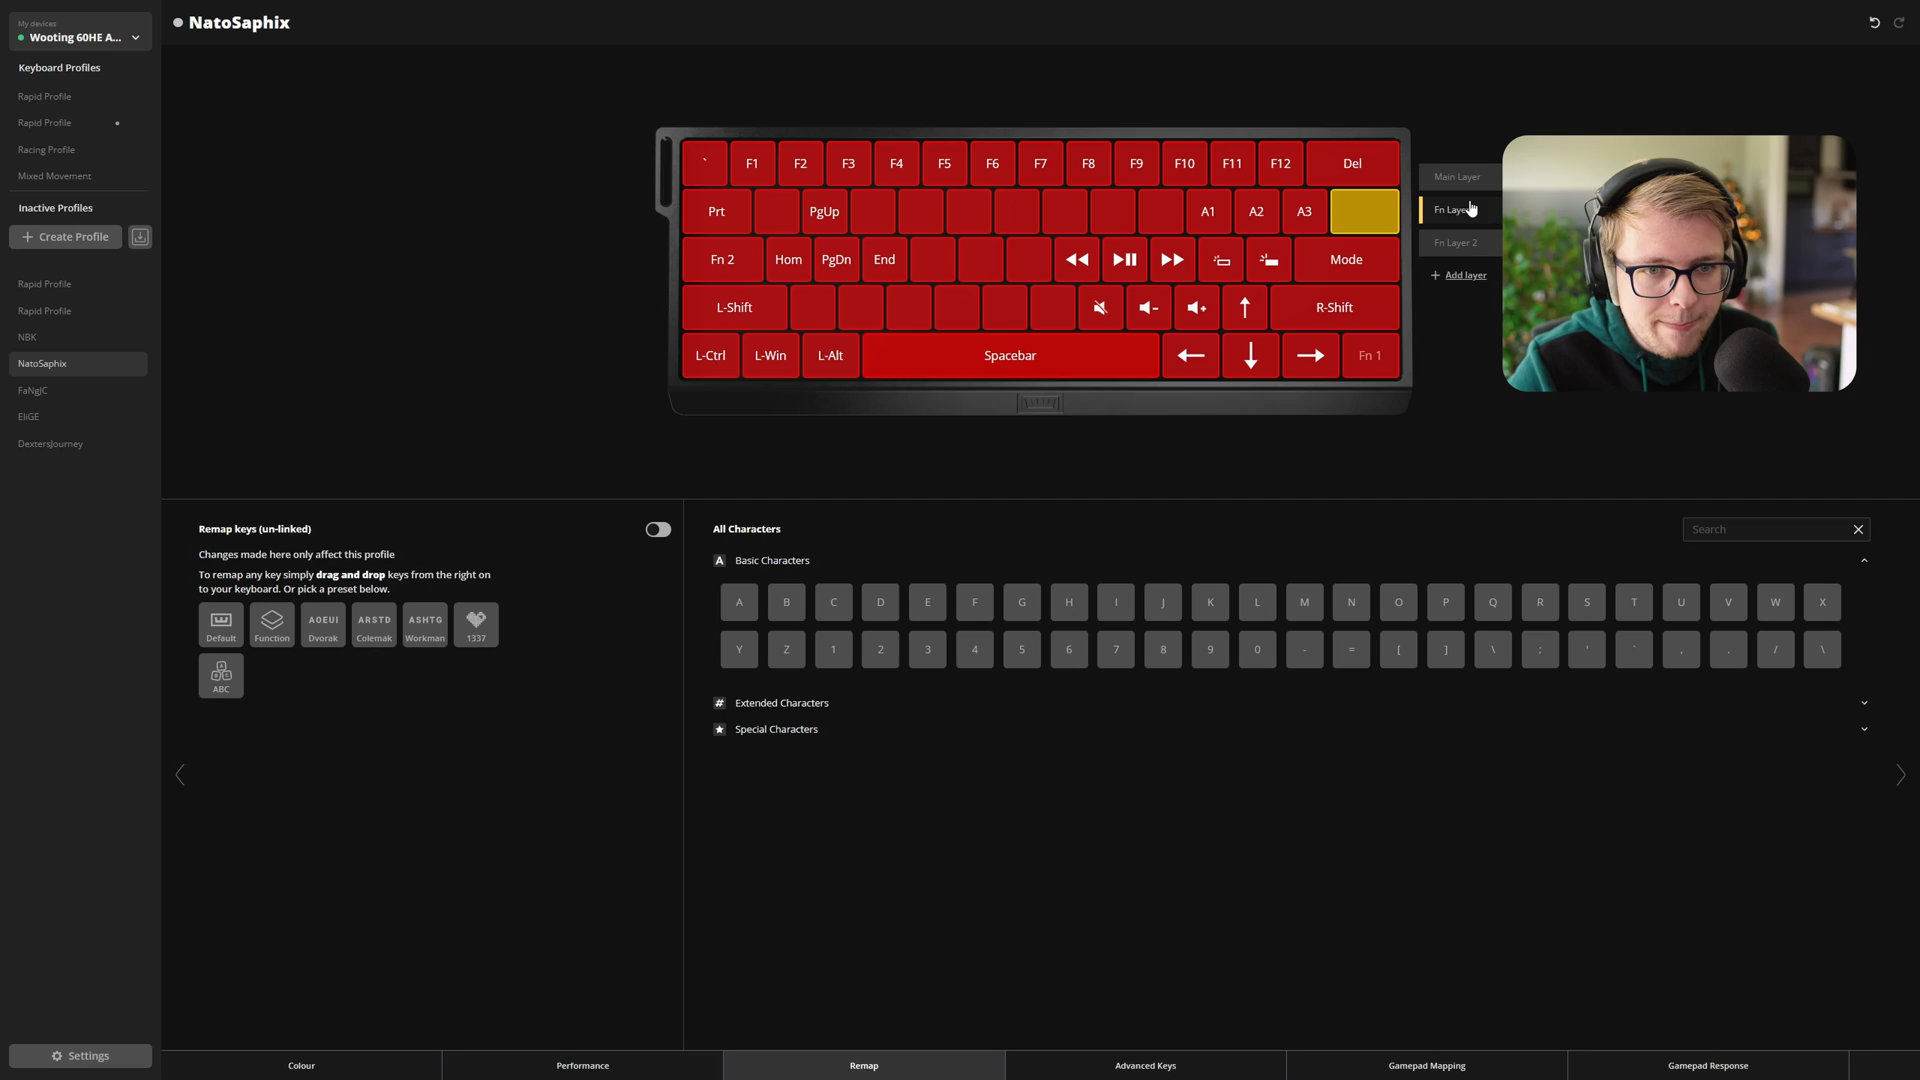 My devices
Wooting 60HE A...
NatoSaphix
Keyboard Profiles
Rapid Profile
Rapid Profile
Racing Profile
Mixed Movement
Inactive Profiles
Create Profile
Rapid Profile
Rapid Profile
NBK
NatoSaphix
FaNgJC
EliGE
DextersJourney
Settings
` F1 F2 F3 F4 F5 F6 F7 F8 F9 F10 F11 F12 Del
Prt PgUp A1 A2 A3
Fn 2 Hom PgDn End Mode
L-Shift R-Shift
L-Ctrl L-Win L-Alt Spacebar Fn 1
Main Layer
Fn Laye
Fn Layer 2
+ Add layer
Remap keys (un-linked)
Changes made here only affect this profile
To remap any key simply drag and drop keys from the right on
to your keyboard. Or pick a preset below.
Default
Function
AOEUI
Dvorak
ARSTD
Colemak
ASHTG
Workman
1337
ABC
All Characters
Search
A Basic Characters
A B C D E F G H I J K L M N O P Q R S T U V W X
Y Z 1 2 3 4 5 6 7 8 9 0 - = [ ] \ ; ' ` , . / \
# Extended Characters
Special Characters
Colour
Performance
Remap
Advanced Keys
Gamepad Mapping
Gamepad Response